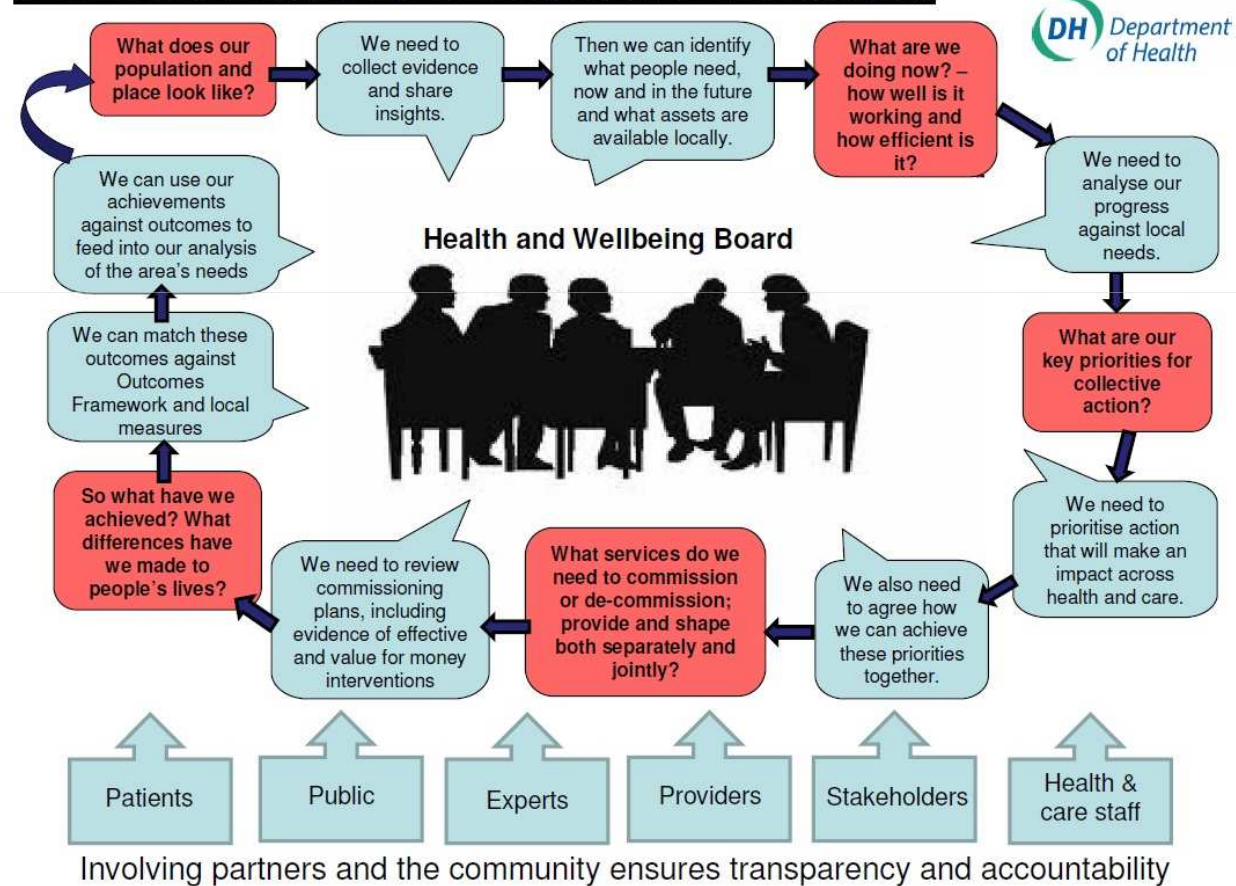 DH Department
of Health
What does our
population and
place look like?
We need to
collect evidence
and share
insights.
Then we can identify
what people need,
now and in the future
and what assets are
available locally.
What are we
doing now? –
how well is it
working and
how efficient is
it?
We need to
analyse our
progress
against local
needs.
What are our
key priorities for
collective
action?
We need to
prioritise action
that will make an
impact across
health and care.
We also need
to agree how
we can achieve
these priorities
together.
What services do we
need to commission
or de-commission;
provide and shape
both separately and
jointly?
We need to review
commissioning
plans, including
evidence of effective
and value for money
interventions
So what have we
achieved? What
differences have
we made to
people's lives?
We can match these
outcomes against
Outcomes
Framework and local
measures
We can use our
achievements
against outcomes to
feed into our analysis
of the area's needs
Health and Wellbeing Board
Patients
Public
Experts
Providers
Stakeholders
Health &
care staff
Involving partners and the community ensures transparency and accountability